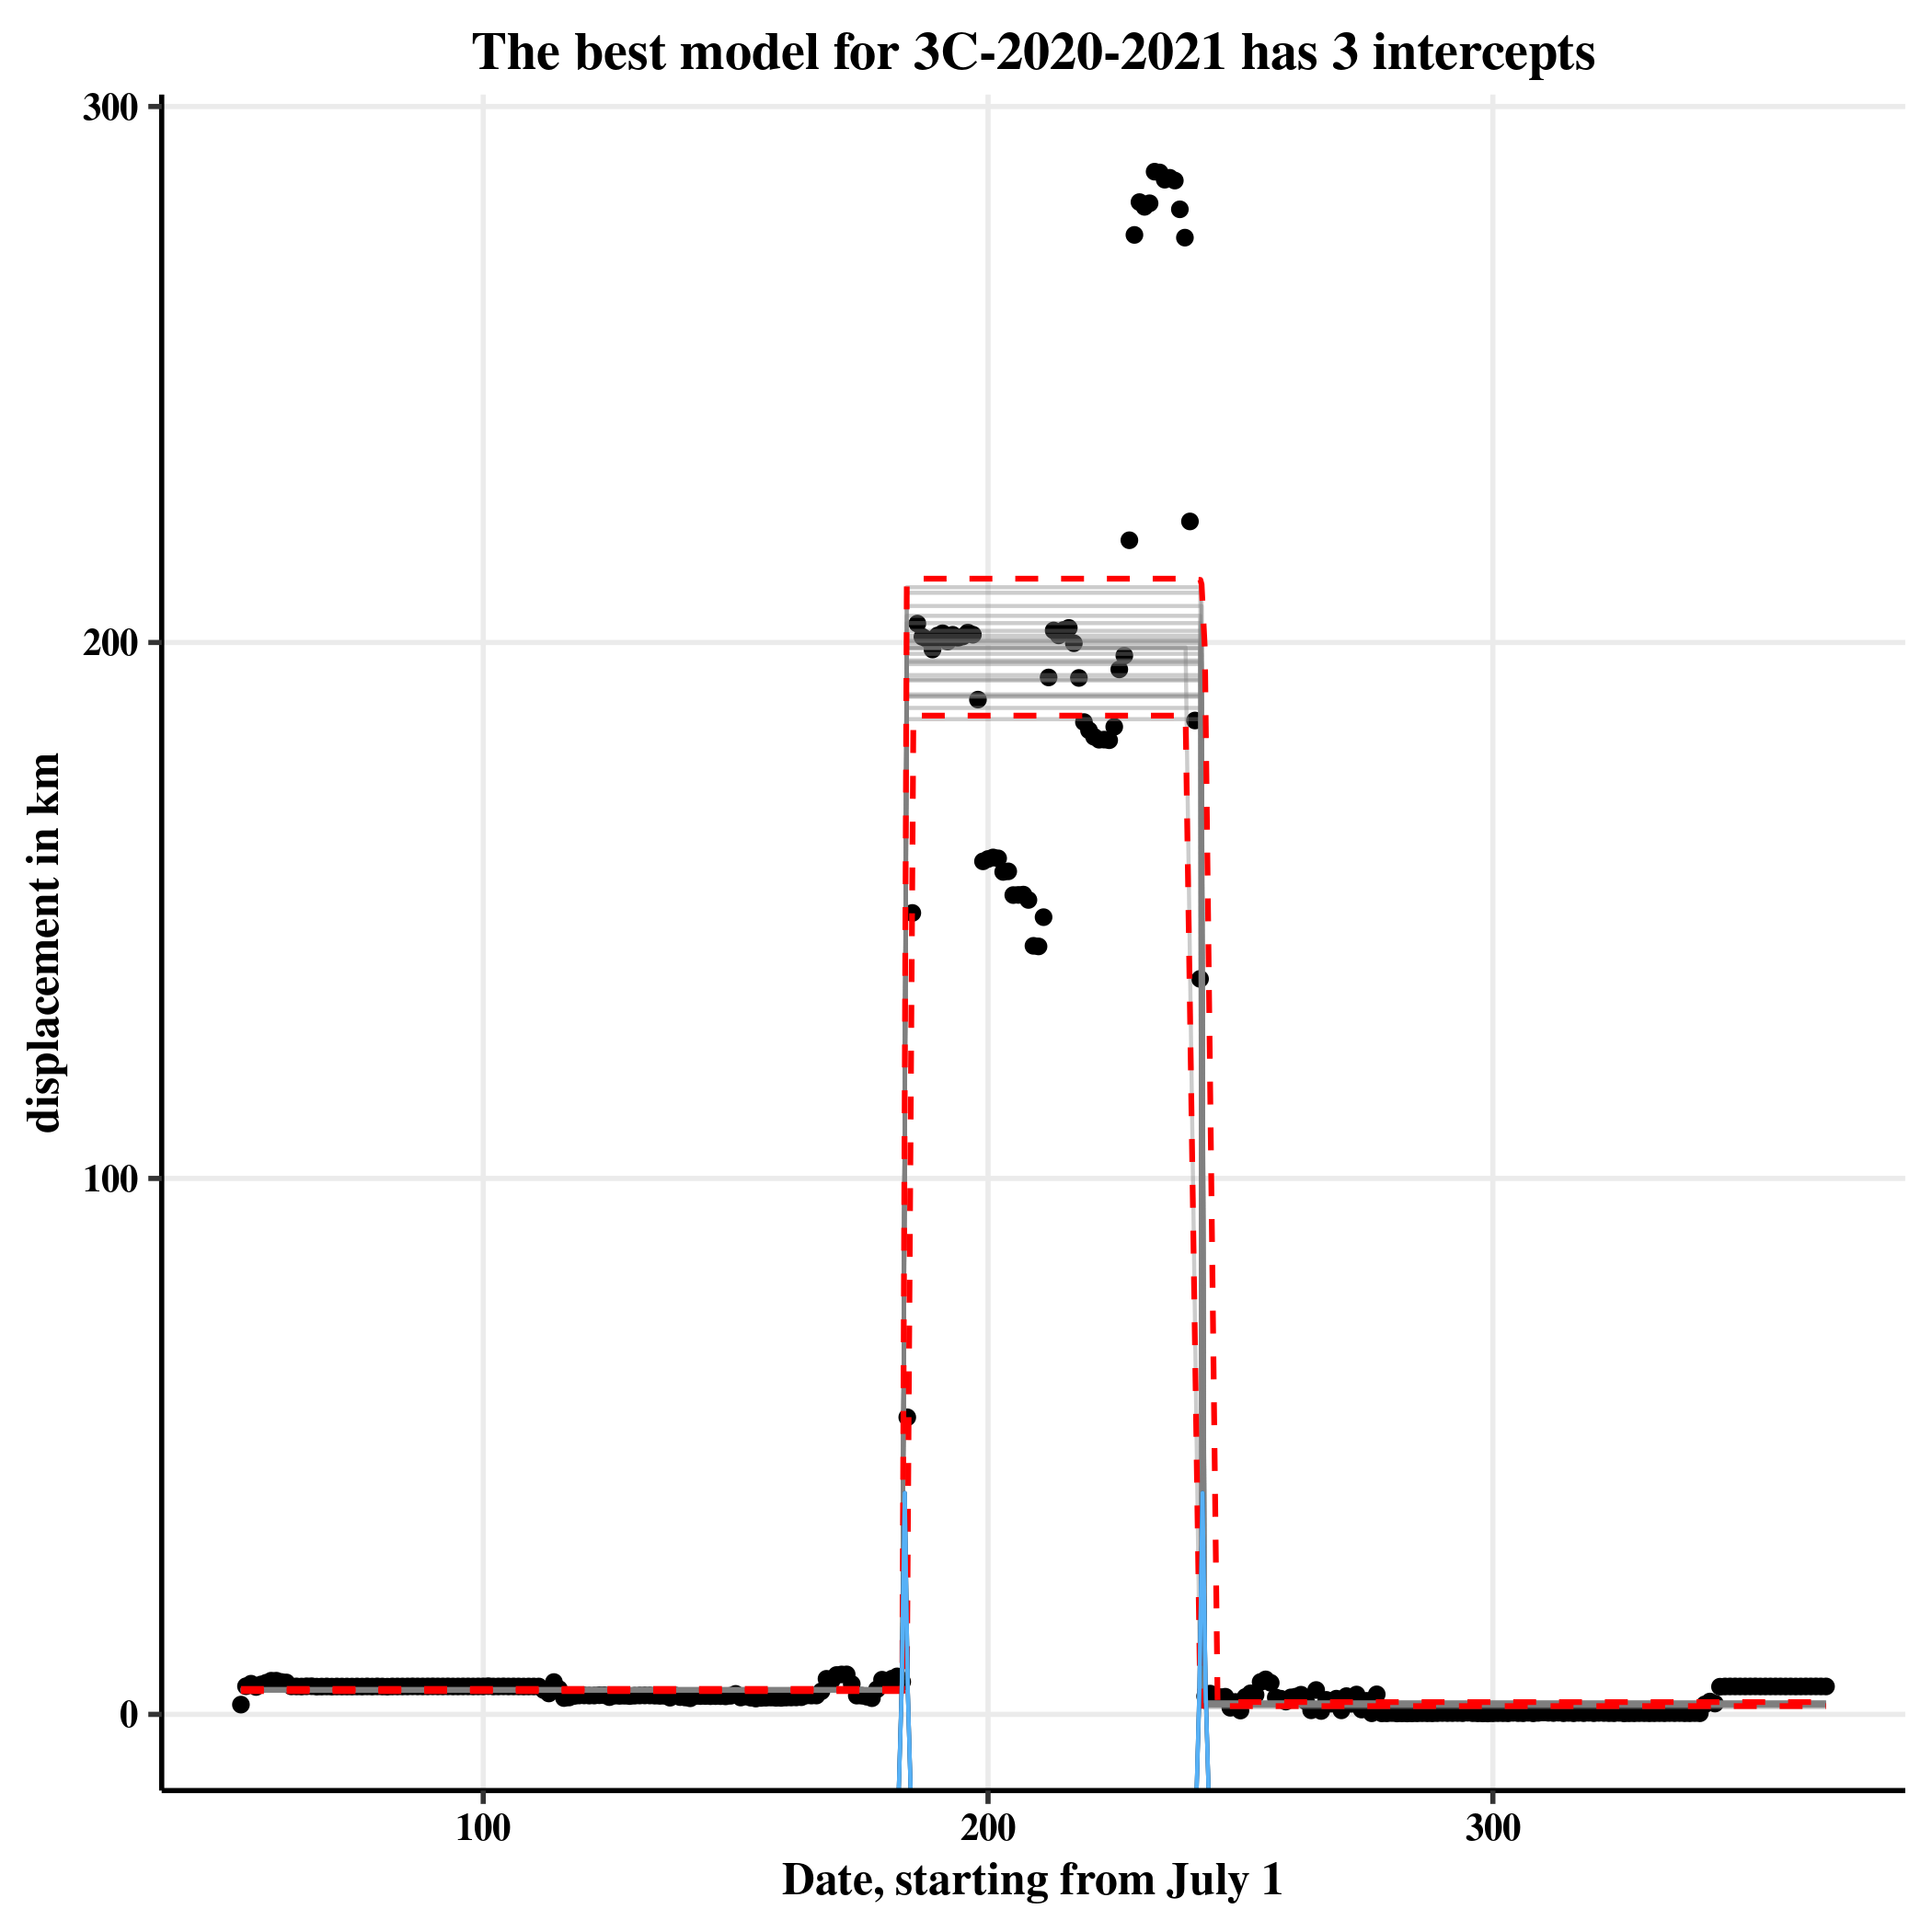 The best model for 3C-2020-2021 has 3 intercepts
300
200
100
0
displacement in km
100
200
300
Date, starting from July 1